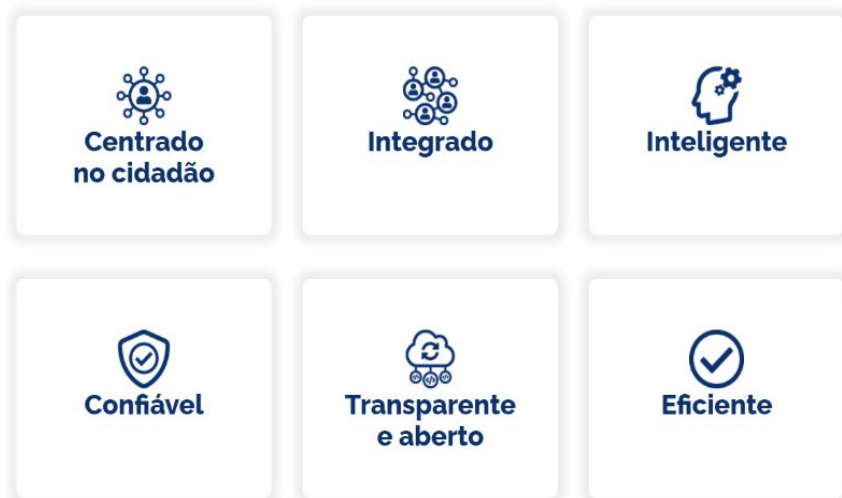 Centrado
no cidadão
Integrado
Inteligente
Confiável
Transparente
e aberto
Eficiente